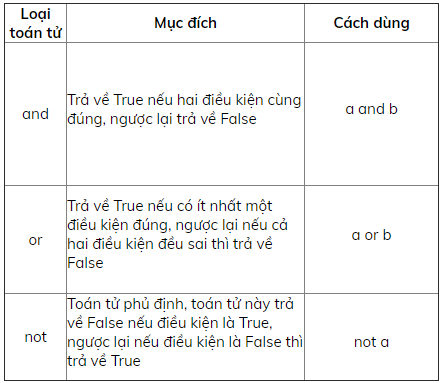 Loại
toán tử
Mục đích
Cách dùng
and
Trả về True nếu hai điều kiện cùng
đúng, ngược lại trả về False
a and b
or
Trả về True nếu có ít nhất một
điều kiện đúng, ngược lại nếu cả
hai điều kiện đều sai thì trả về
False
a or b
not
Toán tử phủ định, toán tử này trả
về False nếu điều kiện là True,
ngược lại nếu điều kiện là False thì
trả về True
not a